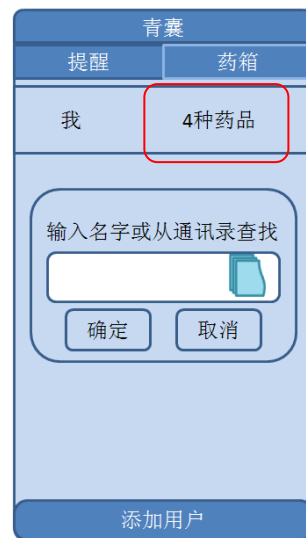 青囊
提醒 药箱
我 4种药品
输入名字或从通讯录查找
确定 取消
添加用户